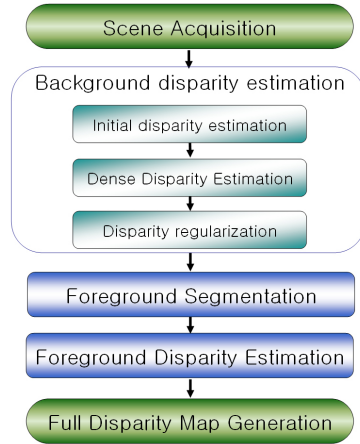 Scene Acquisition
Background disparity estimation
Initial disparity estimation
Dense Disparity Estimation
Disparity regularization
Foreground Segmentation
Foreground Disparity Estimation
Full Disparity Map Generation